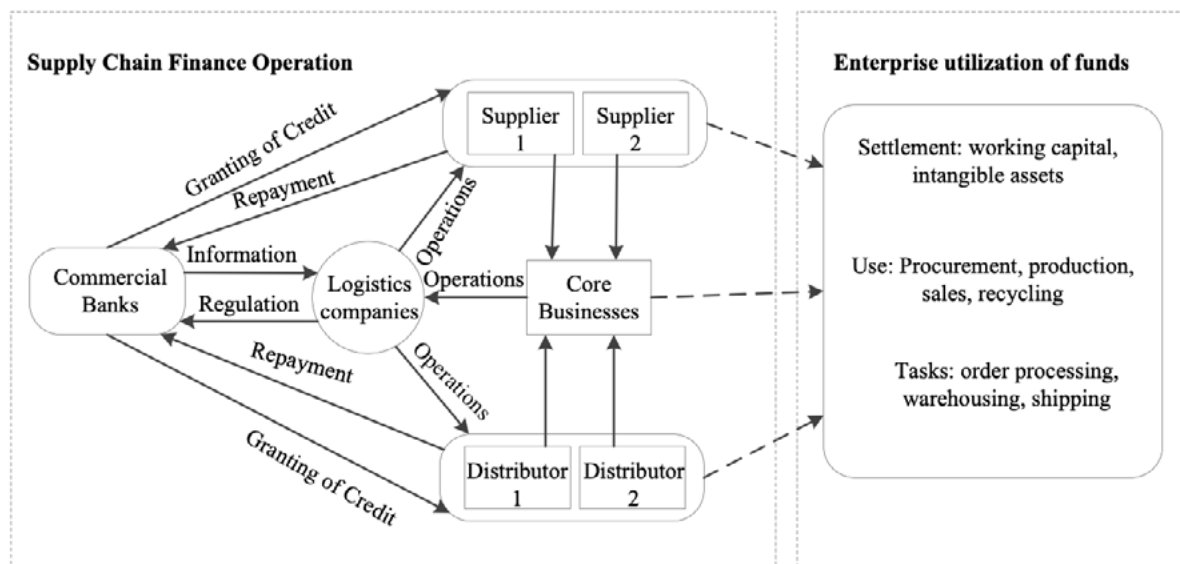 Supply Chain Finance Operation
Enterprise utilization of funds
Granting of Credit
Repayment
Supplier
1
Supplier
2
Settlement: working capital,
intangible assets
Operations
Information
Commercial
Banks
Logistics
companies
Operations
Core
Businesses
Use: Procurement, production,
sales, recycling
Regulation
Repayment
Operations
Tasks: order processing,
warehousing, shipping
Granting of Credit
Distributor
1
Distributor
2